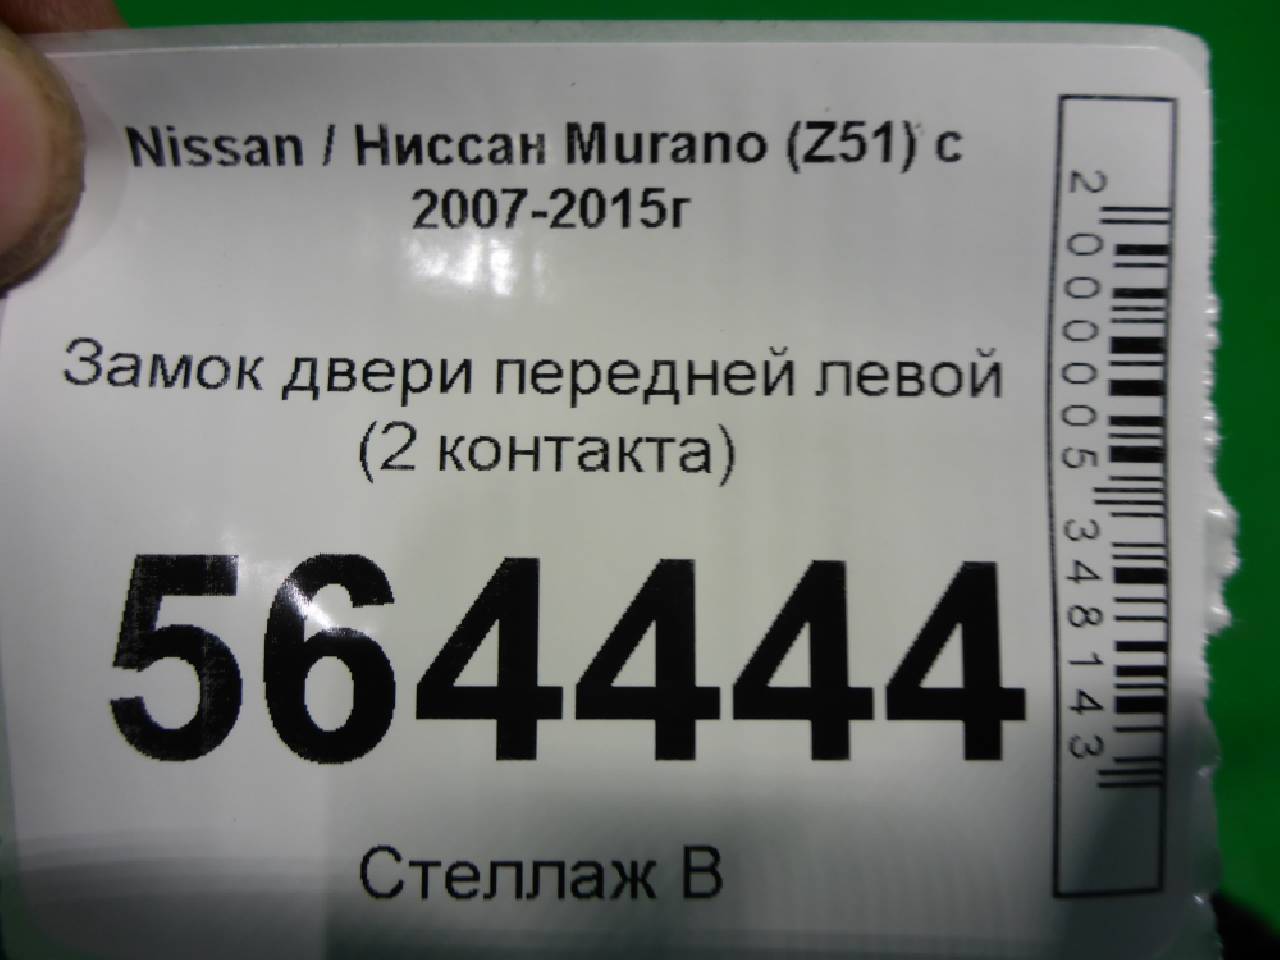 Nissan / Ниссан Murano (Z51) с
2007-2015г
Замок двери передней левой
(2 контакта)
564444
Стеллаж В
2000005348143